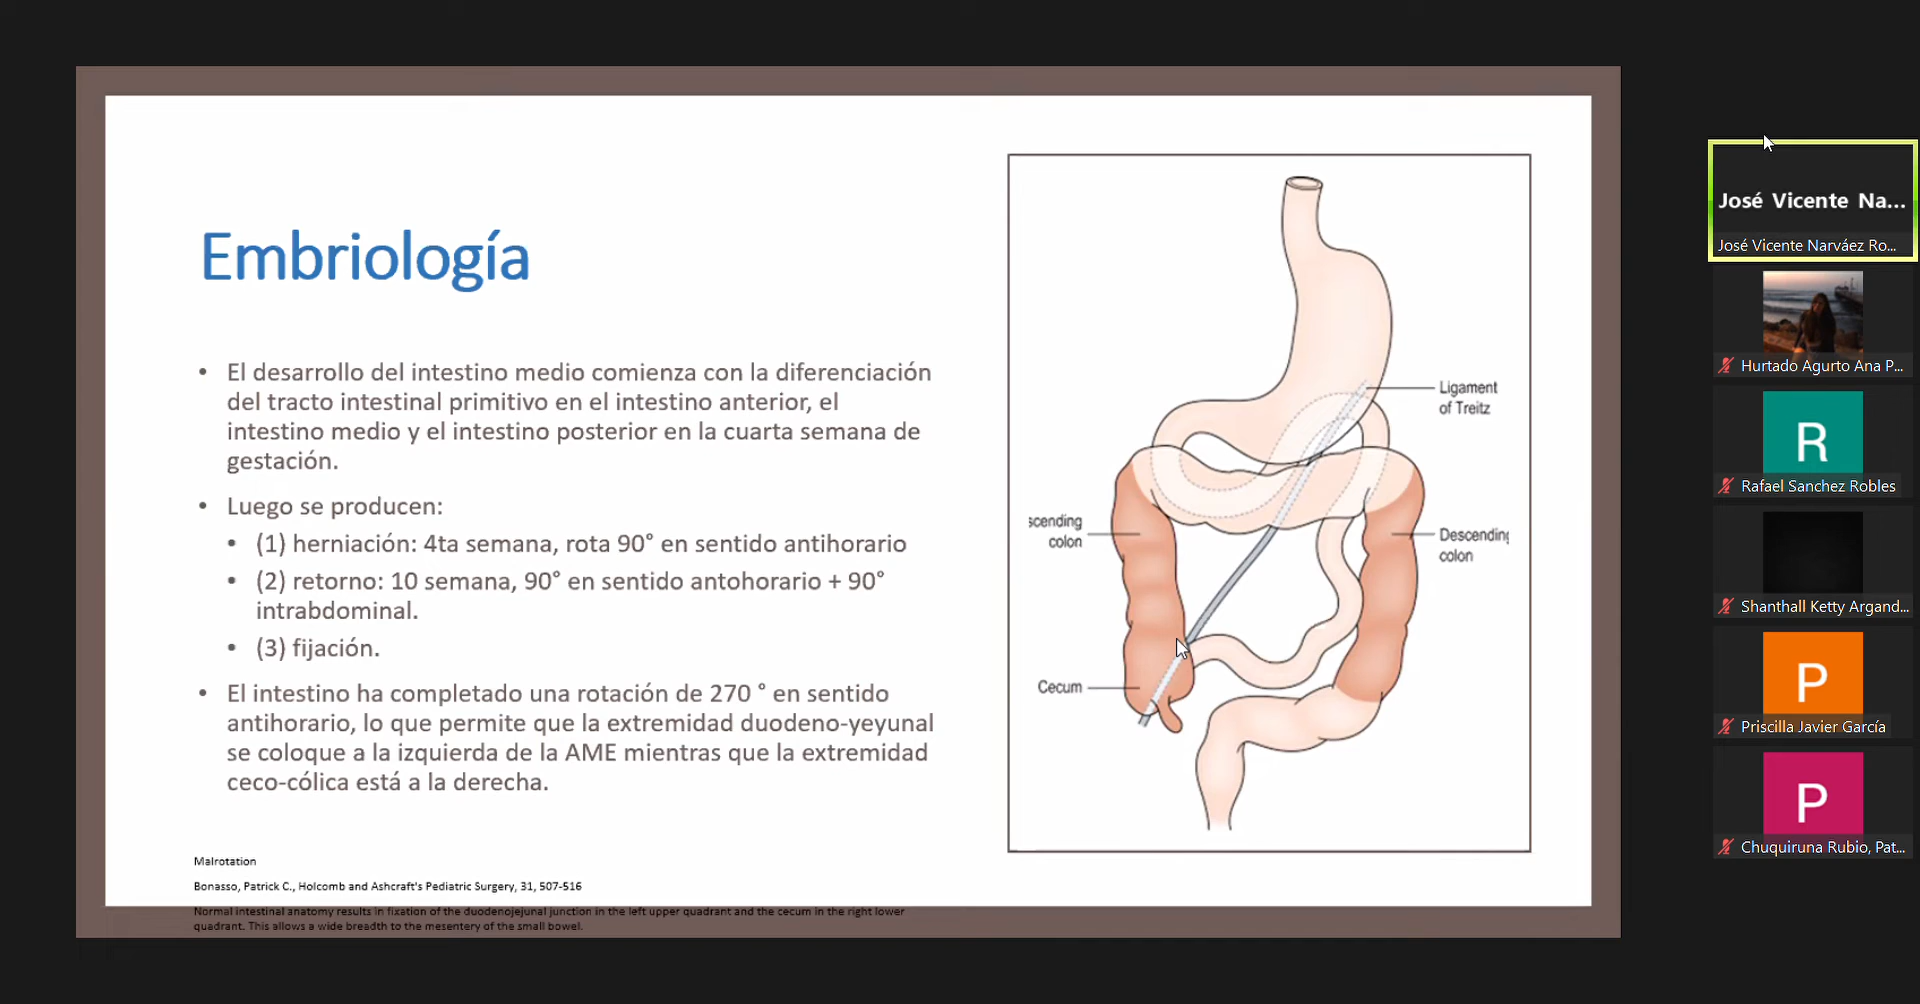 Embriología
• El desarrollo del intestino medio comienza con la diferenciación
del tracto intestinal primitivo en el intestino anterior, el
intestino medio y el intestino posterior en la cuarta semana de
gestación.
• Luego se producen:
• (1) herniación: 4ta semana, rota 90° en sentido antihorario
• (2) retorno: 10 semana, 90° en sentido antohorario + 90°
intrabdominal.
• (3) fijación.
• El intestino ha completado una rotación de 270 ° en sentido
antihorario, lo que permite que la extremidad duodeno-yeyunal
se coloque a la izquierda de la AME mientras que la extremidad
ceco-cólica está a la derecha.
Malrotation
Bonasso, Patrick C., Holcomb and Ashcraft's Pediatric Surgery, 31, 507-516
Normal intestinal anatomy results in fixation of the duodenojejunal junction in the left upper quadrant and the cecum in the right lower
quadrant. This allows a wide breadth to the mesentery of the small bowel.
Ligament
of Treitz
scending
colon
Descending
colon
Cecum
José Vicente Na...
José Vicente Narváez Ro...
Hurtado Agurto Ana P...
R
Rafael Sanchez Robles
Shanthall Ketty Argand...
P
Priscilla Javier García
P
Chuquiruna Rubio, Pat...